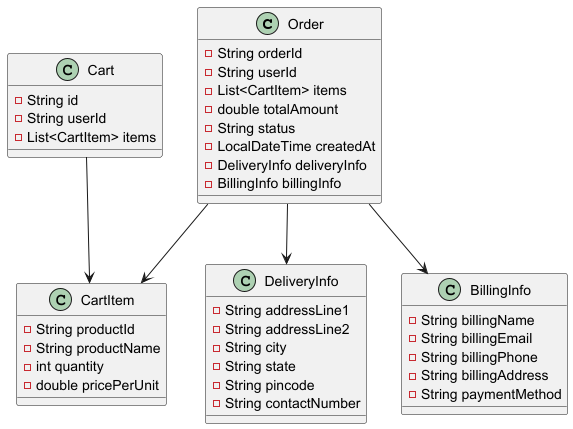 C Order
String orderId
String userId
List<CartItem> items
double totalAmount
String status
LocalDateTime createdAt
DeliveryInfo deliveryInfo
BillingInfo billingInfo
C Cart
String id
String userId
List<CartItem> items
C CartItem
String productId
String productName
int quantity
double pricePerUnit
C DeliveryInfo
String addressLine1
String addressLine2
String city
String state
String pincode
String contactNumber
C BillingInfo
String billingName
String billingEmail
String billingPhone
String billingAddress
String paymentMethod